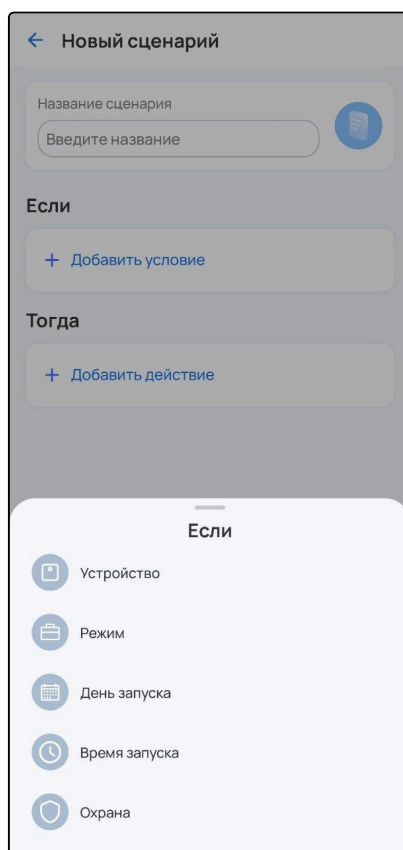 Новый сценарий
Название сценария
Введите название
Если
+ Добавить условие
Тогда
+ Добавить действие
Если
Устройство
Режим
День запуска
Время запуска
Охрана